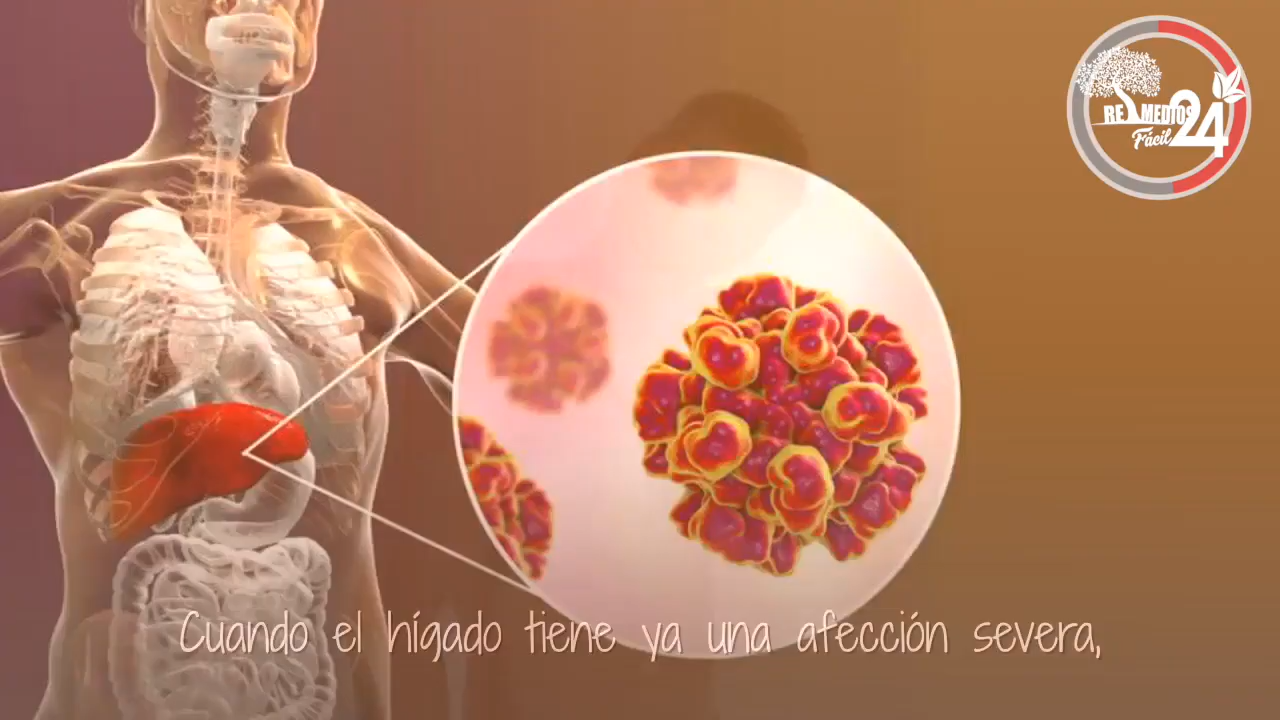 REMEDIOS
Fácil 24
Cuando el hígado tiene ya una afección severa,